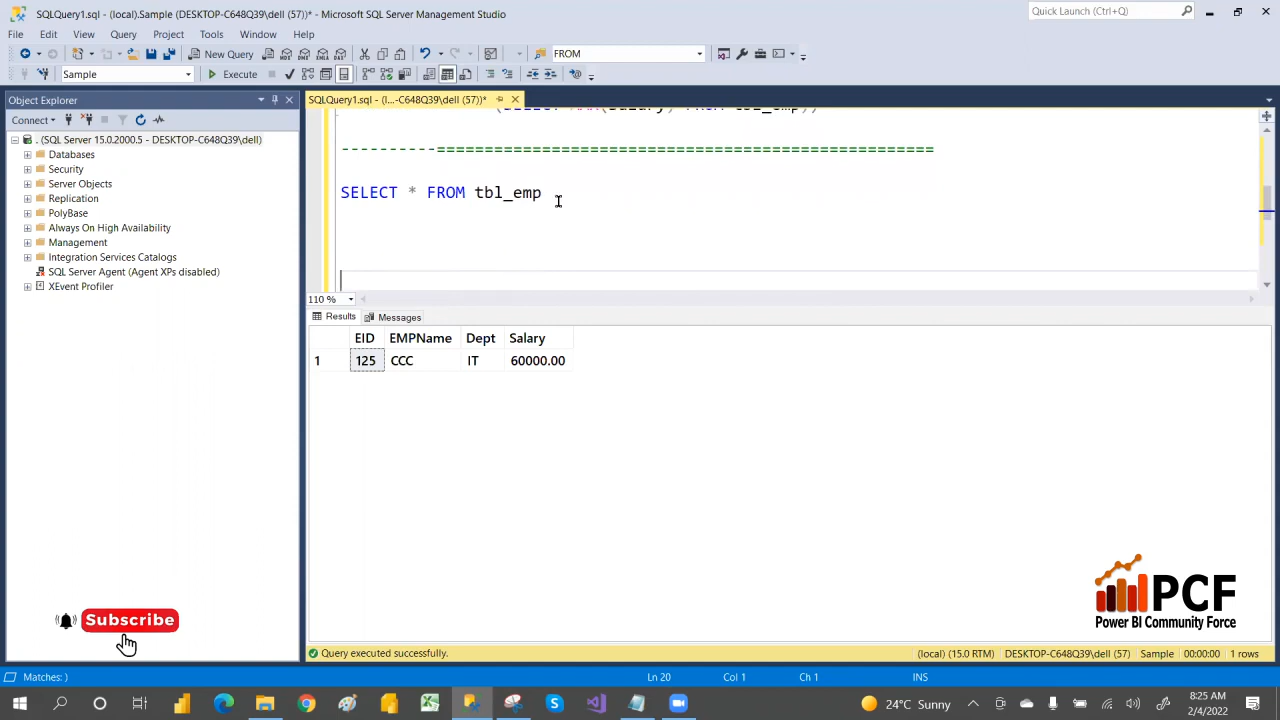 SQLQuery1.sql - (local).Sample (DESKTOP-C648Q39\dell (57))* - Microsoft SQL Server Management Studio
Quick Launch (Ctrl+Q)
File Edit View Query Project Tools Window Help
New Query MDX DMX XMLA DAX FROM
Sample Execute
Object Explorer
SQLQuery1.sql - (l...-C648Q39\dell (57))*
Connect
. (SQL Server 15.0.2000.5 - DESKTOP-C648Q39\dell)
Databases
Security
Server Objects
Replication
PolyBase
Always On High Availability
Management
Integration Services Catalogs
SQL Server Agent (Agent XPs disabled)
XEvent Profiler
----------====================================================
SELECT * FROM tbl_emp
110 %
Results Messages
EID EMPName Dept Salary
1 125 CCC IT 60000.00
Subscribe
PCF
Power BI Community Force
Query executed successfully.
(local) (15.0 RTM) DESKTOP-C648Q39\dell (57) Sample 00:00:00 1 rows
Matches: )
Ln 20 Col 1 Ch 1 INS
24°C Sunny
8:25 AM
2/4/2022